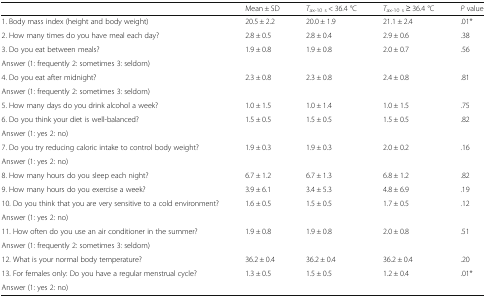 Mean ± SD Tax-10 s < 36.4 °C Tax-10 s ≥ 36.4 °C P value
1. Body mass index (height and body weight) 20.5 ± 2.2 20.0 ± 1.9 21.1 ± 2.4 .01*
2. How many times do you have meal each day? 2.8 ± 0.5 2.8 ± 0.4 2.9 ± 0.6 .38
3. Do you eat between meals? 1.9 ± 0.8 1.9 ± 0.8 2.0 ± 0.7 .56
Answer (1: frequently 2: sometimes 3: seldom)
4. Do you eat after midnight? 2.3 ± 0.8 2.3 ± 0.8 2.4 ± 0.8 .81
Answer (1: frequently 2: sometimes 3: seldom)
5. How many days do you drink alcohol a week? 1.0 ± 1.5 1.0 ± 1.4 1.0 ± 1.5 .75
6. Do you think your diet is well-balanced? 1.5 ± 0.5 1.5 ± 0.5 1.5 ± 0.5 .82
Answer (1: yes 2: no)
7. Do you try reducing caloric intake to control body weight? 1.9 ± 0.3 1.9 ± 0.3 2.0 ± 0.2 .16
Answer (1: yes 2: no)
8. How many hours do you sleep each night? 6.7 ± 1.2 6.7 ± 1.3 6.8 ± 1.2 .82
9. How many hours do you exercise a week? 3.9 ± 6.1 3.4 ± 5.3 4.8 ± 6.9 .19
10. Do you think that you are very sensitive to a cold environment? 1.6 ± 0.5 1.5 ± 0.5 1.7 ± 0.5 .12
Answer (1: yes 2: no)
11. How often do you use an air conditioner in the summer? 1.9 ± 0.8 1.9 ± 0.8 2.0 ± 0.8 .51
Answer (1: frequently 2: sometimes 3: seldom)
12. What is your normal body temperature? 36.2 ± 0.4 36.2 ± 0.4 36.2 ± 0.4 .20
13. For females only: Do you have a regular menstrual cycle? 1.3 ± 0.5 1.5 ± 0.5 1.2 ± 0.4 .01*
Answer (1: yes 2: no)